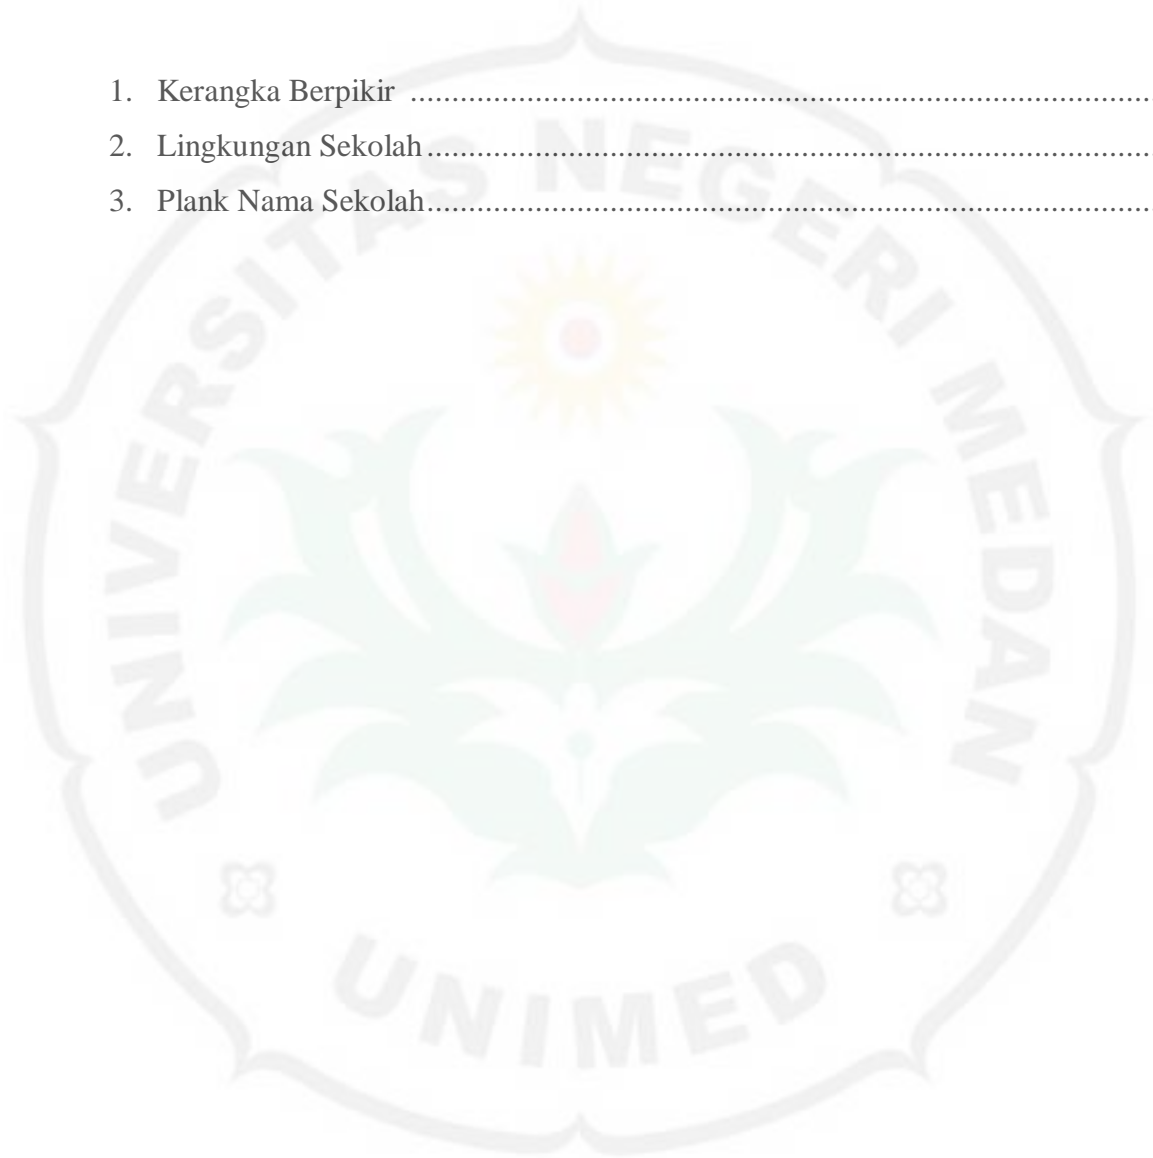 1. Kerangka Berpikir ..........................................................................................
2. Lingkungan Sekolah..........................................................................................
3. Plank Nama Sekolah..........................................................................................
UNIVERSITAS NEGERI MEDAN
UNIMED